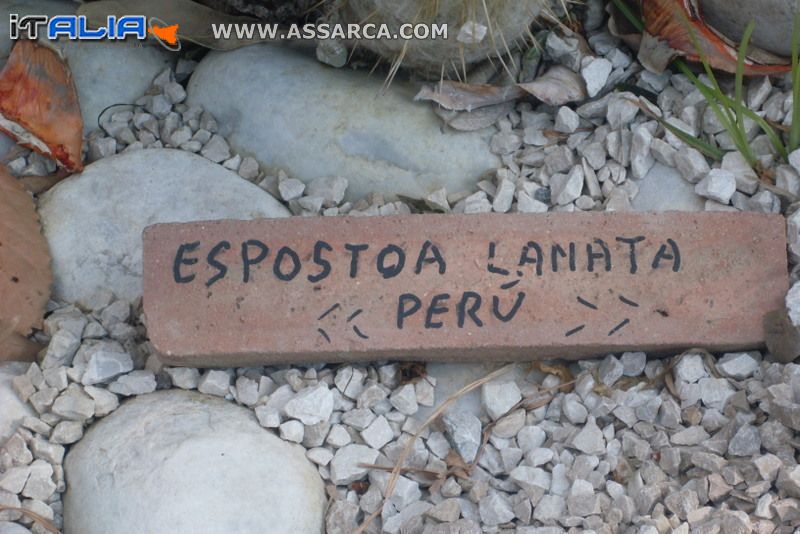 iTALIA
WWW.ASSARCA.COM
ESPOSTOA LANATA
<< PERÙ >>